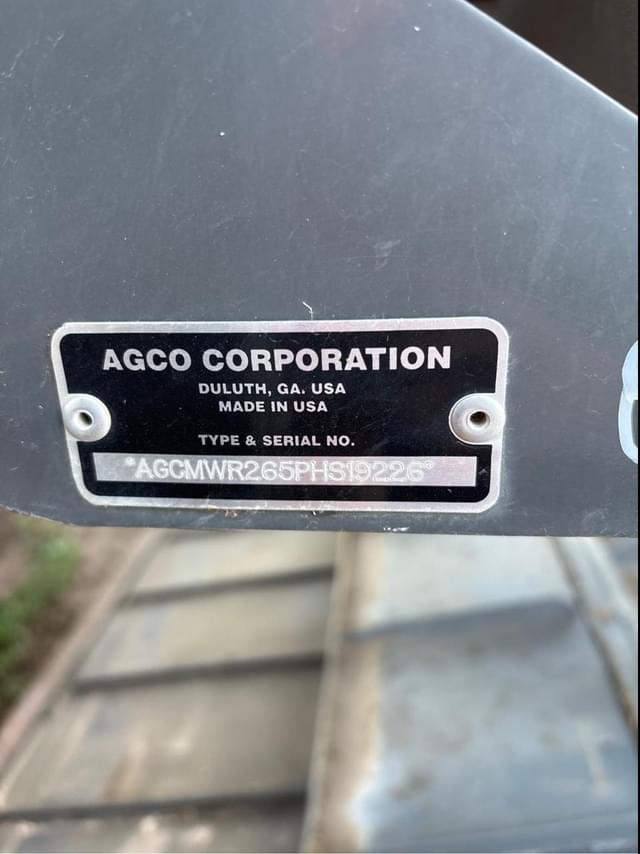 AGCO CORPORATION
DULUTH, GA. USA
MADE IN USA
TYPE & SERIAL NO.
*AGCMWR265PHS19226*